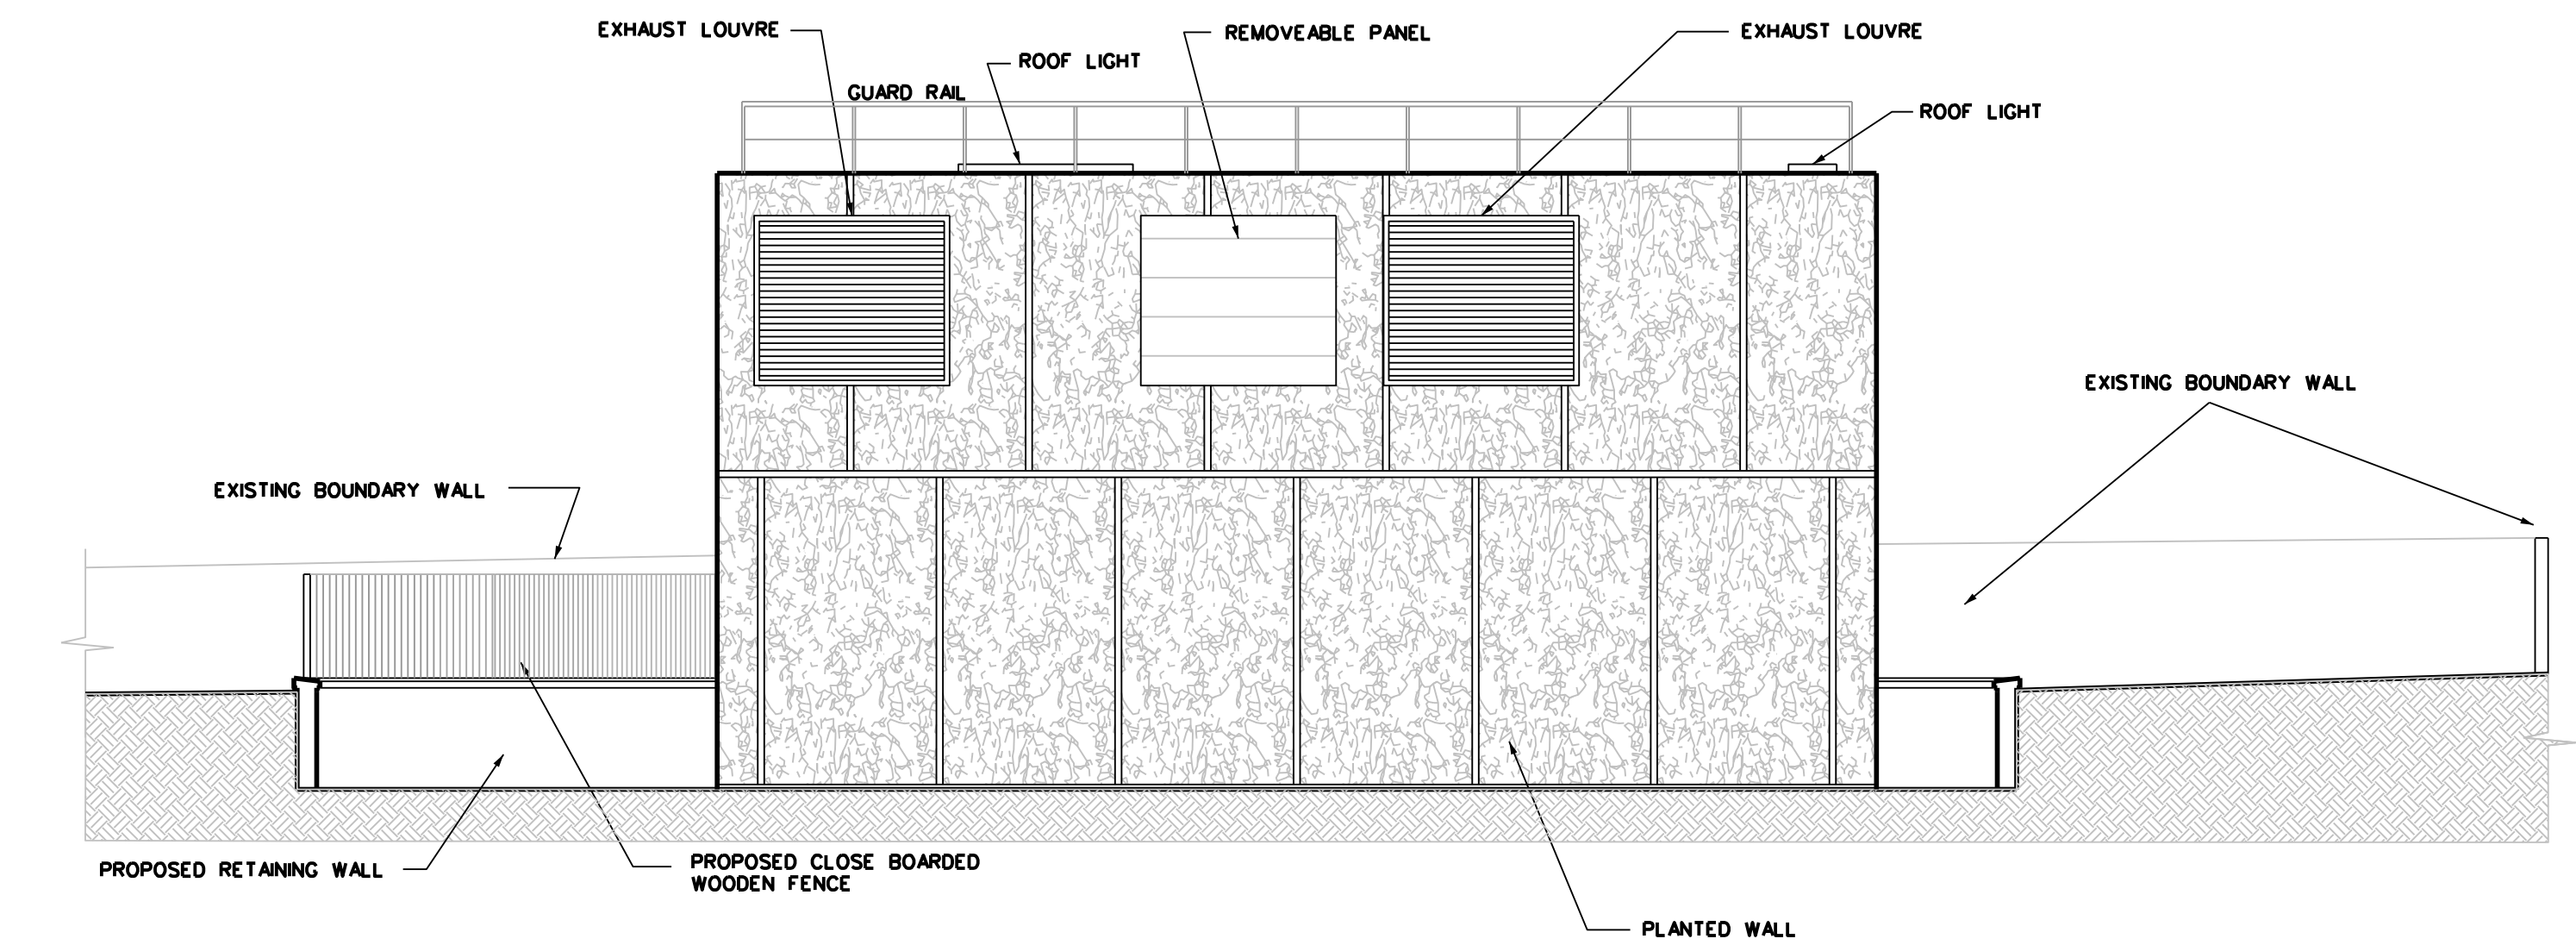 EXHAUST LOUVRE
REMOVEABLE PANEL
EXHAUST LOUVRE
ROOF LIGHT
GUARD RAIL
ROOF LIGHT
EXISTING BOUNDARY WALL
EXISTING BOUNDARY WALL
PROPOSED RETAINING WALL
PROPOSED CLOSE BOARDED
WOODEN FENCE
PLANTED WALL